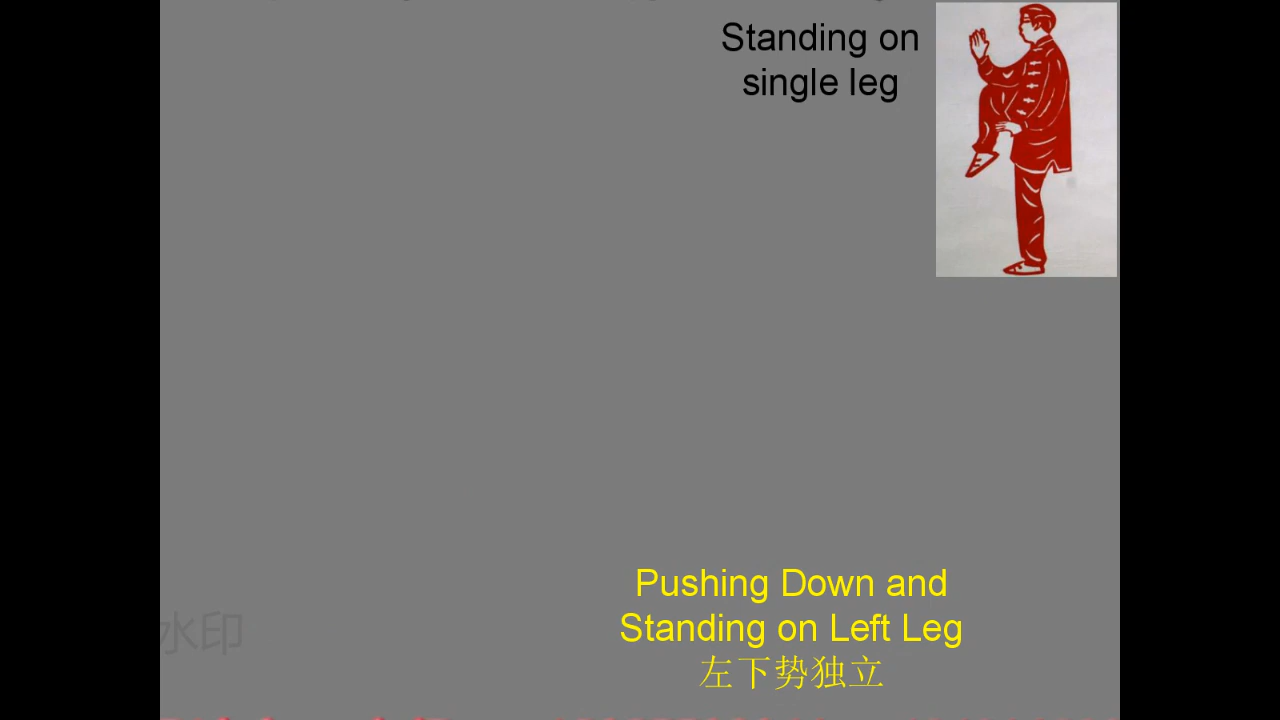 Standing on
single leg
Pushing Down and
Standing on Left Leg
左下势独立
水印